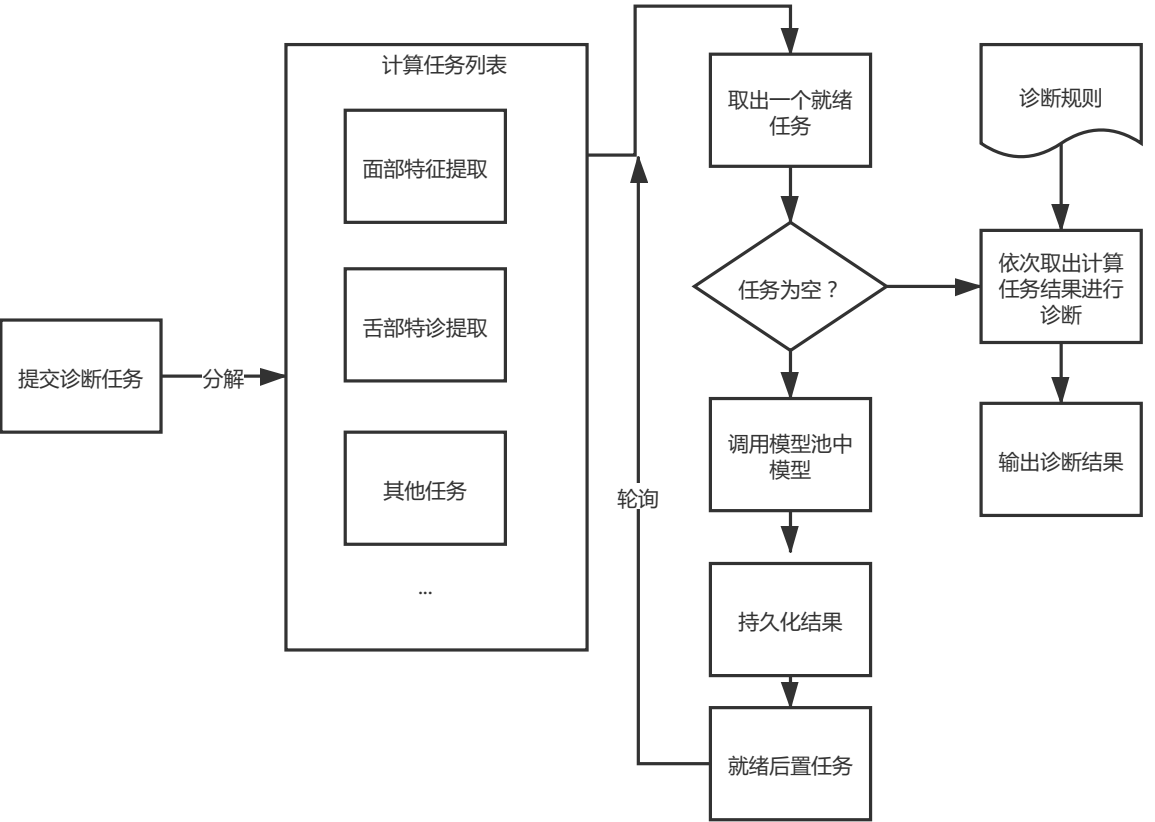 提交诊断任务
分解
计算任务列表
面部特征提取
舌部特诊提取
其他任务
...
轮询
取出一个就绪
任务
任务为空？
调用模型池中
模型
持久化结果
就绪后置任务
诊断规则
依次取出计算
任务结果进行
诊断
输出诊断结果